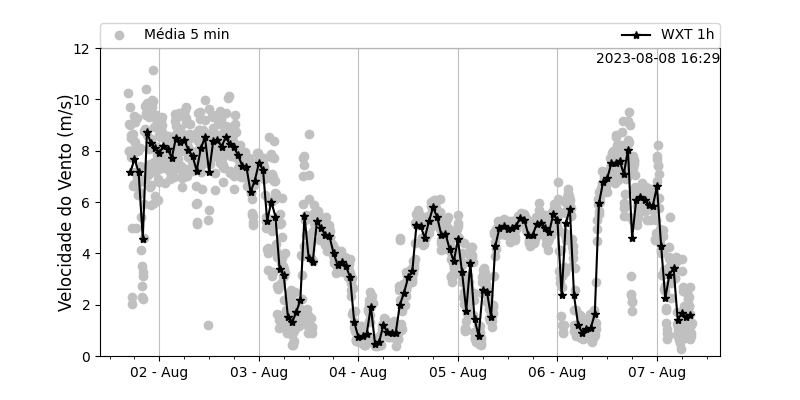 Média 5 min
WXT 1h
2023-08-08 16:29
Velocidade do Vento (m/s)
12
10
8
6
4
2
0
02 - Aug
03 - Aug
04 - Aug
05 - Aug
06 - Aug
07 - Aug